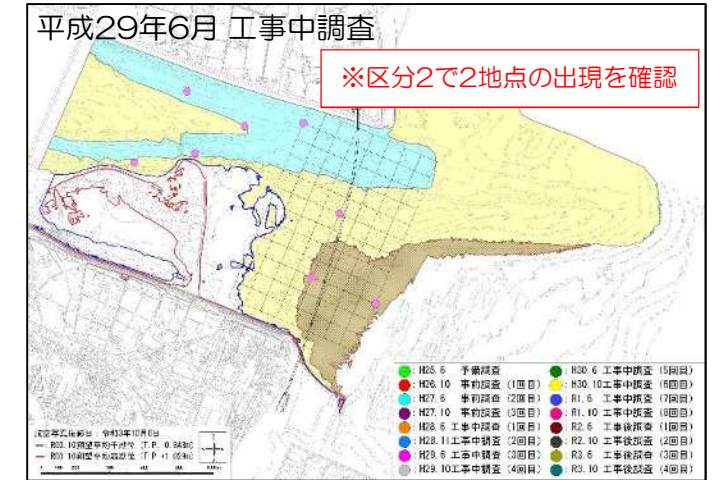 平成29年6月 工事中調査
※区分2で2地点の出現を確認
: H26.6 予備調査
: H26.10 事前調査 (1回目)
: H27.6 事前調査 (2回目)
: H27.10 事前調査 (3回目)
: H28.6 工事中調査 (1回目)
: H28.11工事中調査 (2回目)
: H29.6 工事中調査 (3回目)
: H29.10工事中調査 (4回目)
: H30.6 工事中調査 (5回目)
: H30.10工事中調査 (6回目)
: R1.6 工事中調査 (7回目)
: R1.10 工事中調査 (8回目)
: R2.6 工事後調査 (1回目)
: R2.10 工事後調査 (2回目)
: R3.6 工事後調査 (3回目)
: R3.10 工事後調査 (4回目)